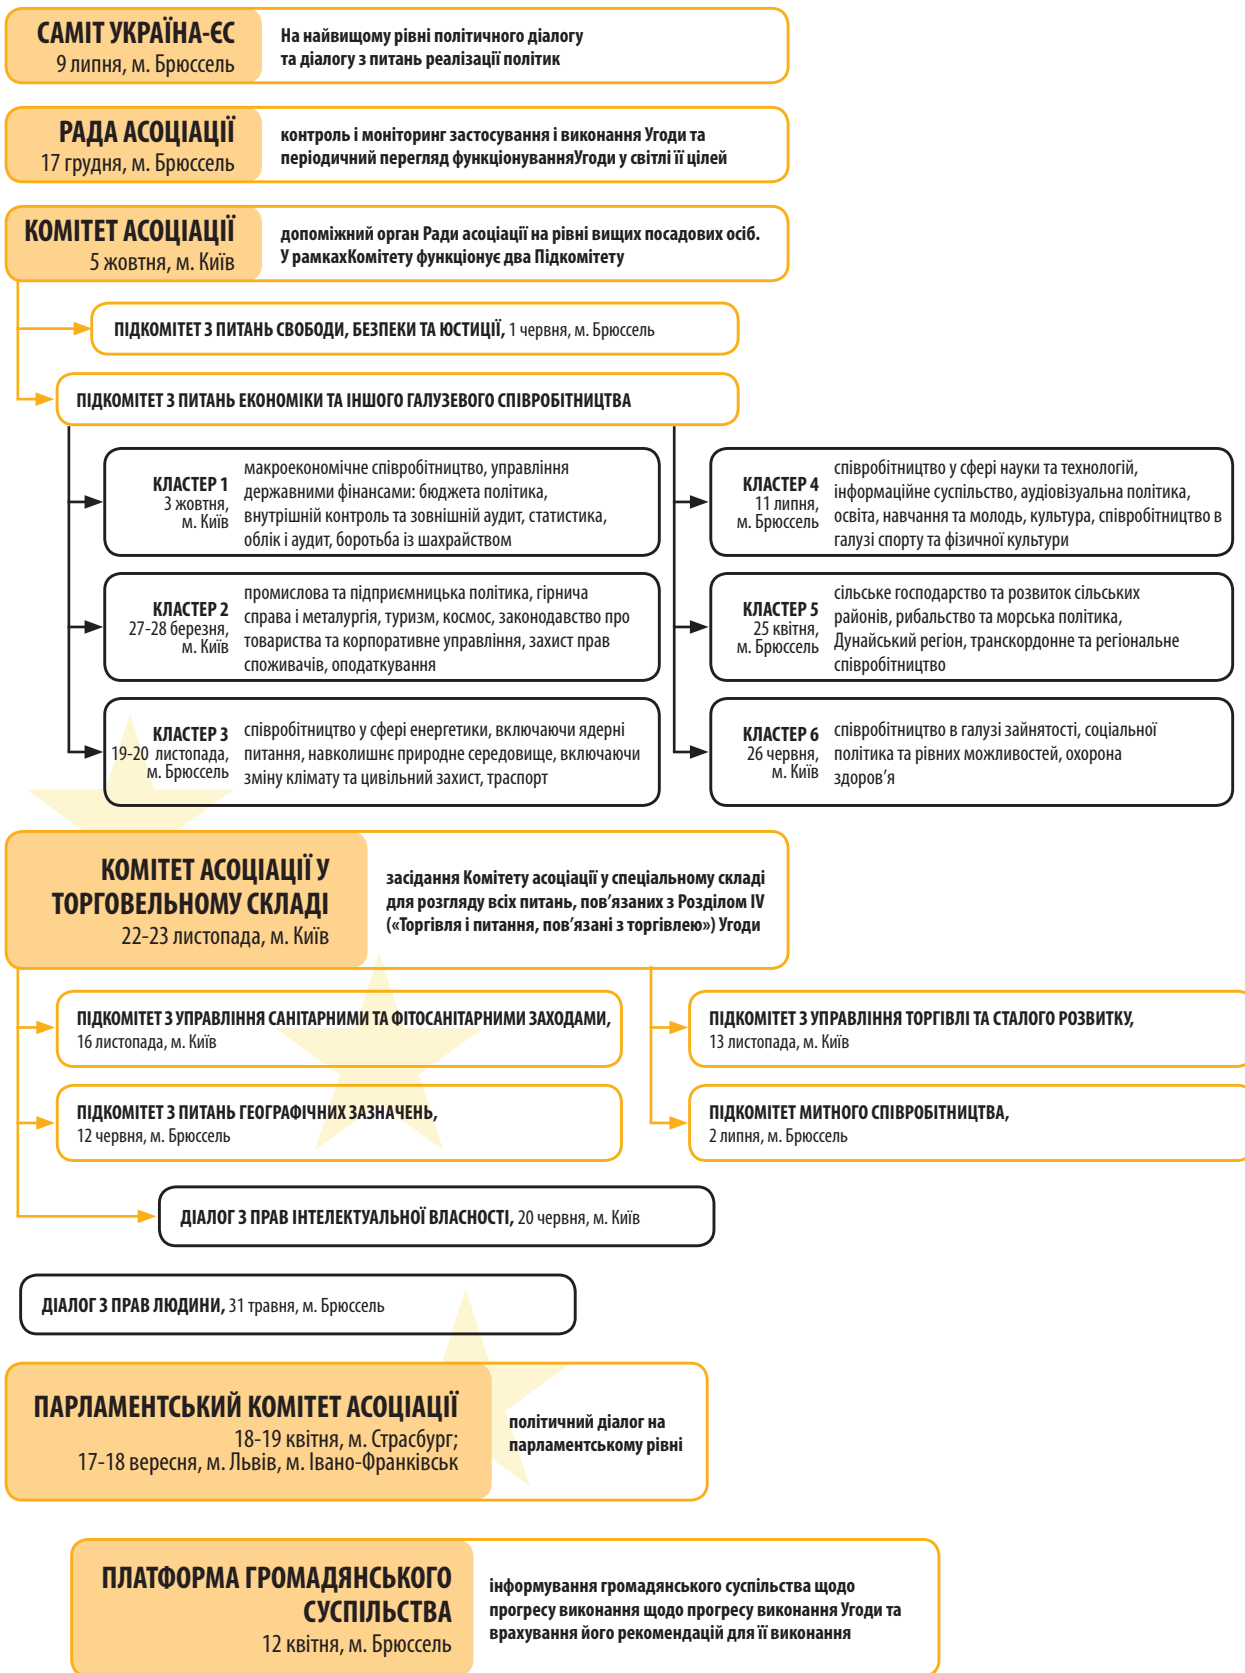 САМІТ УКРАЇНА-ЄС
9 липня, м. Брюссель
На найвищому рівні політичного діалогу
та діалогу з питань реалізації політик
РАДА АСОЦІАЦІЇ
17 грудня, м. Брюссель
контроль і моніторинг застосування і виконання Угоди та
періодичний перегляд функціонуванняУгоди у світлі її цілей
КОМІТЕТ АСОЦІАЦІЇ
5 жовтня, м. Київ
допоміжний орган Ради асоціації на рівні вищих посадових осіб.
У рамкахКомітету функціонує два Підкомітету
ПІДКОМІТЕТ З ПИТАНЬ СВОБОДИ, БЕЗПЕКИ ТА ЮСТИЦІЇ, 1 червня, м. Брюссель
ПІДКОМІТЕТ З ПИТАНЬ ЕКОНОМІКИ ТА ІНШОГО ГАЛУЗЕВОГО СПІВРОБІТНИЦТВА
КЛАСТЕР 1
3 жовтня,
м. Київ
макроекономічне співробітництво, управління
державними фінансами: бюджета політика,
внутрішній контроль та зовнішній аудит, статистика,
облік і аудит, боротьба із шахрайством
КЛАСТЕР 4
11 липня,
м. Брюссель
співробітництво у сфері науки та технологій,
інформаційне суспільство, аудіовізуальна політика,
освіта, навчання та молодь, культура, співробітництво в
галузі спорту та фізичної культури
КЛАСТЕР 2
27-28 березня,
м. Київ
промислова та підприємницька політика, гірнича
справа і металургія, туризм, космос, законодавство про
товариства та корпоративне управління, захист прав
споживачів, оподаткування
КЛАСТЕР 5
25 квітня,
м. Брюссель
сільське господарство та розвиток сільських
районів, рибальство та морська політика,
Дунайський регіон, транскордонне та регіональне
співробітництво
КЛАСТЕР 3
19-20 листопада,
м. Брюссель
співробітництво у сфері енергетики, включаючи ядерні
питання, навколишнє природне середовище, включаючи
зміну клімату та цивільний захист, траспорт
КЛАСТЕР 6
26 червня,
м. Київ
співробітництво в галузі зайнятості, соціальної
політика та рівних можливостей, охорона
здоров’я
КОМІТЕТ АСОЦІАЦІЇ У
ТОРГОВЕЛЬНОМУ СКЛАДІ
22-23 листопада, м. Київ
засідання Комітету асоціації у спеціальному складі
для розгляду всіх питань, пов’язаних з Розділом IV
(«Торгівля і питання, пов’язані з торгівлею») Угоди
ПІДКОМІТЕТ З УПРАВЛІННЯ САНІТАРНИМИ ТА ФІТОСАНІТАРНИМИ ЗАХОДАМИ,
16 листопада, м. Київ
ПІДКОМІТЕТ З УПРАВЛІННЯ ТОРГІВЛІ ТА СТАЛОГО РОЗВИТКУ,
13 листопада, м. Київ
ПІДКОМІТЕТ З ПИТАНЬ ГЕОГРАФІЧНИХ ЗАЗНАЧЕНЬ,
12 червня, м. Брюссель
ПІДКОМІТЕТ МИТНОГО СПІВРОБІТНИЦТВА,
2 липня, м. Брюссель
ДІАЛОГ З ПРАВ ІНТЕЛЕКТУАЛЬНОЇ ВЛАСНОСТІ, 20 червня, м. Київ
ДІАЛОГ З ПРАВ ЛЮДИНИ, 31 травня, м. Брюссель
ПАРЛАМЕНТСЬКИЙ КОМІТЕТ АСОЦІАЦІЇ
18-19 квітня, м. Страсбург;
17-18 вересня, м. Львів, м. Івано-Франківськ
політичний діалог на
парламентському рівні
ПЛАТФОРМА ГРОМАДЯНСЬКОГО
СУСПІЛЬСТВА
12 квітня, м. Брюссель
інформування громадянського суспільства щодо
прогресу виконання щодо прогресу виконання Угоди та
врахування його рекомендацій для її виконання